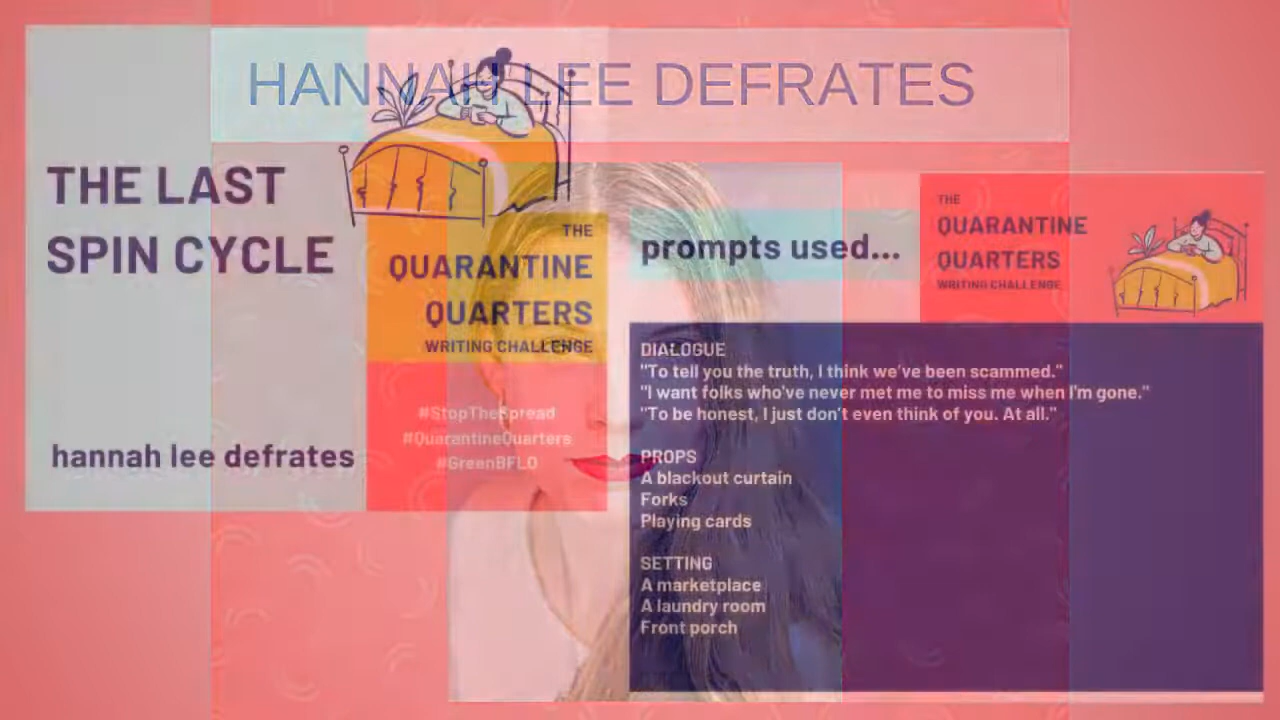 HANNAH LEE DEFRATES
THE LAST
SPIN CYCLE
hannah lee defrates
THE
QUARANTINE
QUARTERS
WRITING CHALLENGE
#StopTheSpread
#QuarantineQuarters
#GreenBFLO
prompts used...
THE
QUARANTINE
QUARTERS
WRITING CHALLENGE
DIALOGUE
"To tell you the truth, I think we've been scammed."
"I want folks who've never met me to miss me when I'm gone."
"To be honest, I just don't even think of you. At all."
PROPS
A blackout curtain
Forks
Playing cards
SETTING
A marketplace
A laundry room
Front porch